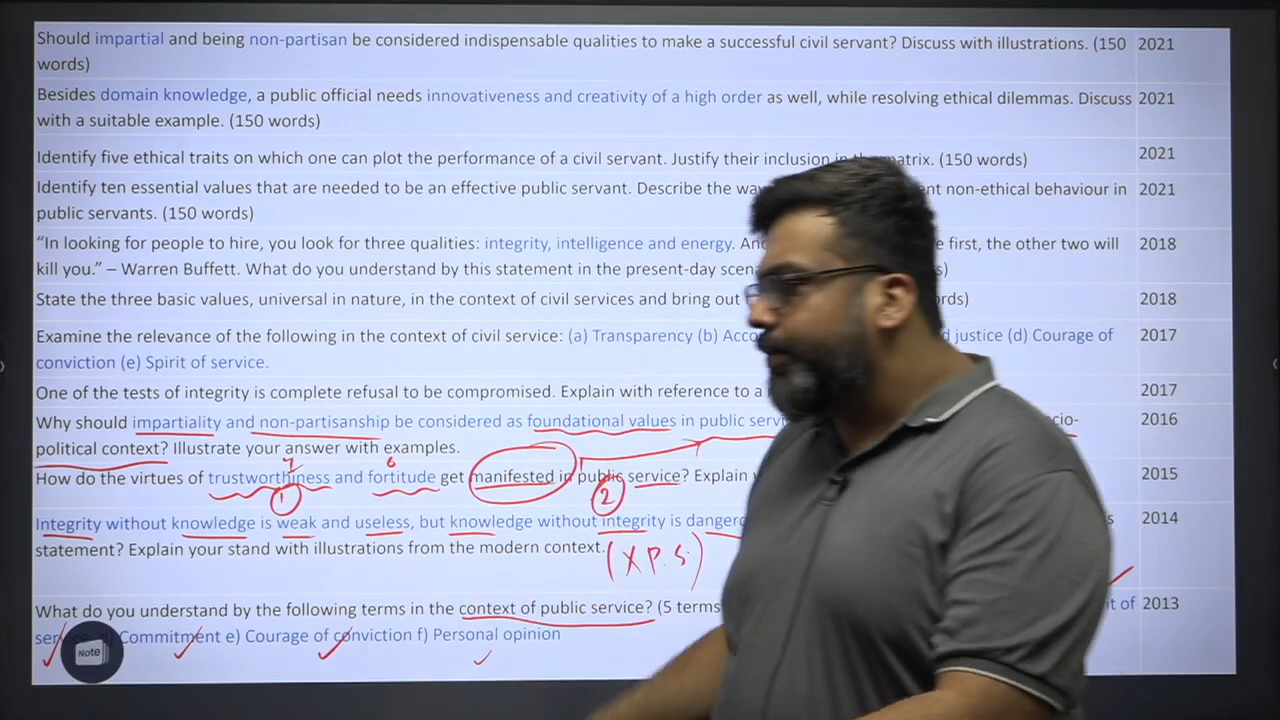 Should impartial and being non-partisan be considered indispensable qualities to make a successful civil servant? Discuss with illustrations. (150 2021
words)
Besides domain knowledge, a public official needs innovativeness and creativity of a high order as well, while resolving ethical dilemmas. Discuss 2021
with a suitable example. (150 words)
Identify five ethical traits on which one can plot the performance of a civil servant. Justify their inclusion in the matrix. (150 words) 2021
Identify ten essential values that are needed to be an effective public servant. Describe the non-ethical behaviour in 2021
public servants. (150 words)
“In looking for people to hire, you look for three qualities: integrity, intelligence and energy. first, the other two will 2018
kill you.” – Warren Buffett. What do you understand by this statement in the present-day
State the three basic values, universal in nature, in the context of civil services and bring out 2018
Examine the relevance of the following in the context of civil service: (a) Transparency (b) justice (d) Courage of 2017
conviction (e) Spirit of service.
One of the tests of integrity is complete refusal to be compromised. Explain with reference to a 2017
Why should impartiality and non-partisanship be considered as foundational values in public 2016
political context? Illustrate your answer with examples.
How do the virtues of trustworthiness and fortitude get manifested in public service? Explain 2015
1 2
Integrity without knowledge is weak and useless, but knowledge without integrity is 2014
statement? Explain your stand with illustrations from the modern context.
(X P.S.)
What do you understand by the following terms in the context of public service? (5 terms of 2013
Commitment e) Courage of conviction f) Personal opinion
Note